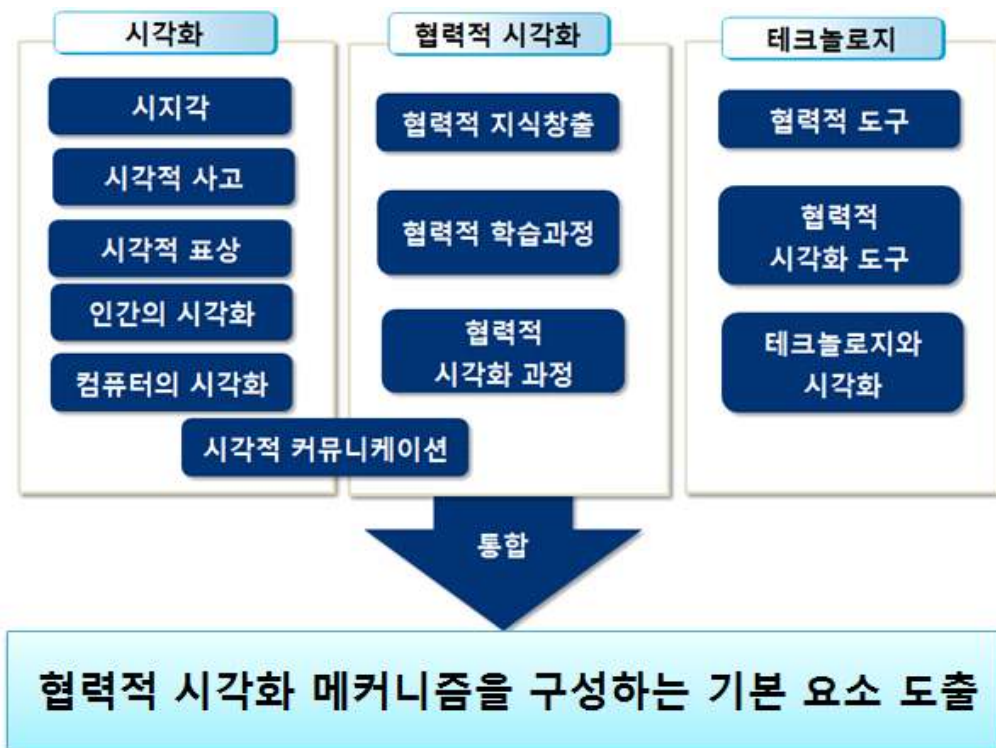 시각화
시지각
시각적 사고
시각적 표상
인간의 시각화
컴퓨터의 시각화
시각적 커뮤니케이션
협력적 시각화
협력적 지식창출
협력적 학습과정
협력적
시각화 과정
테크놀로지
협력적 도구
협력적
시각화 도구
테크놀로지와
시각화
통합
협력적 시각화 메커니즘을 구성하는 기본 요소 도출